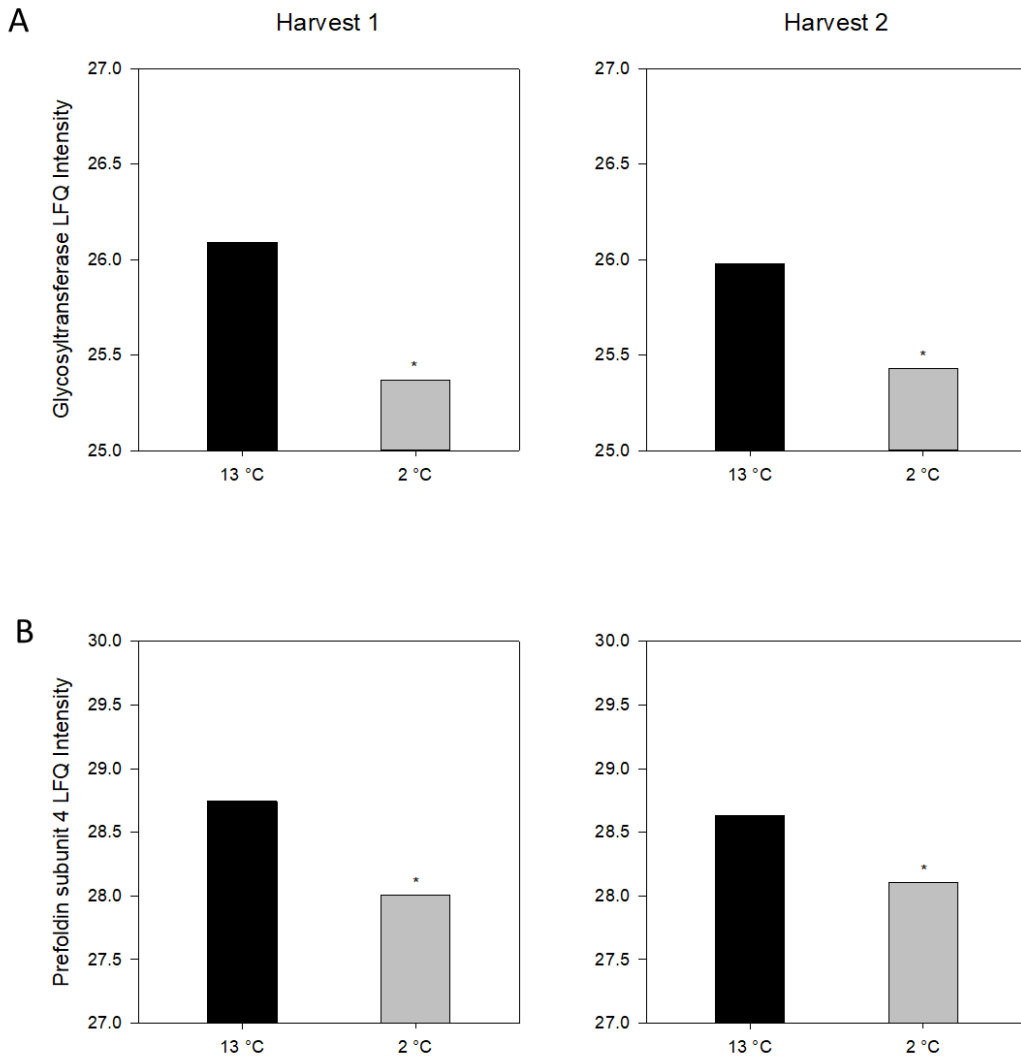 A
Harvest 1
Harvest 2
Glycosyltransferase LFQ Intensity
27.0
26.5
26.0
25.5
25.0
*
13 °C
2 °C
27.0
26.5
26.0
25.5
25.0
*
13 °C
2 °C
B
Prefoldin subunit 4 LFQ Intensity
30.0
29.5
29.0
28.5
28.0
27.5
27.0
*
13 °C
2 °C
30.0
29.5
29.0
28.5
28.0
27.5
27.0
*
13 °C
2 °C